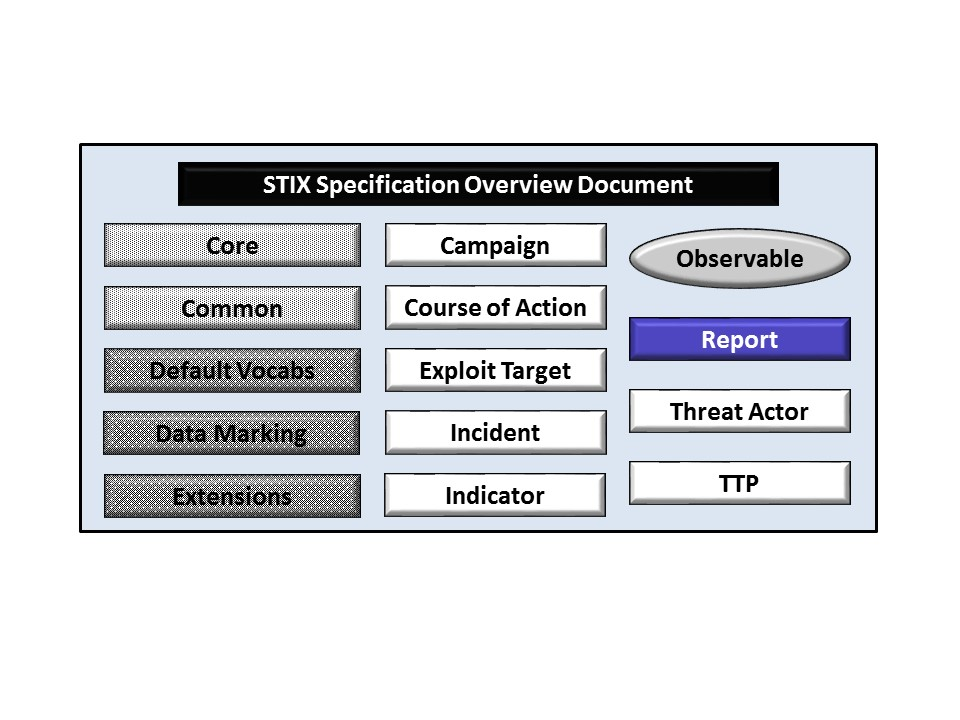 STIX Specification Overview Document
Core
Common
Default Vocabs
Data Marking
Extensions
Campaign
Course of Action
Exploit Target
Incident
Indicator
Observable
Report
Threat Actor
TTP